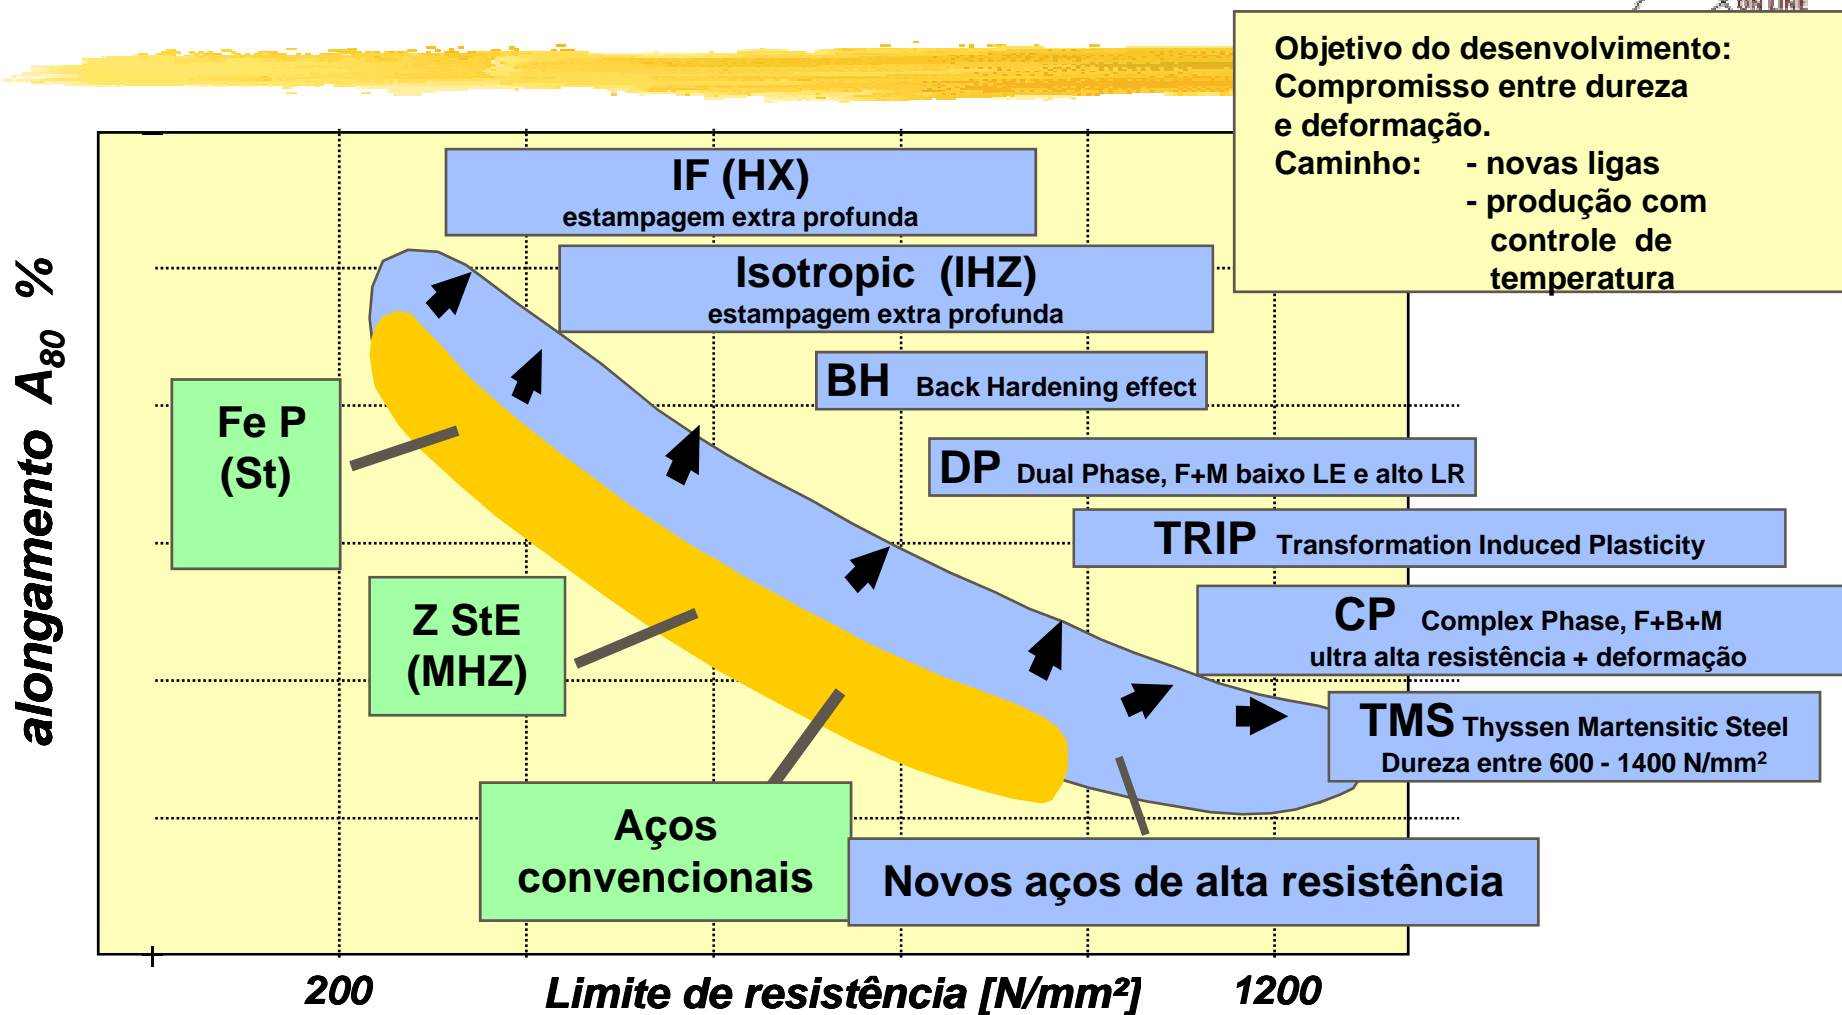 ON LINE
Objetivo do desenvolvimento:
Compromisso entre dureza
e deformação.
Caminho: - novas ligas
- produção com
controle de
temperatura
IF (HX)
estampagem extra profunda
Isotropic (IHZ)
estampagem extra profunda
BH Back Hardening effect
DP Dual Phase, F+M baixo LE e alto LR
TRIP Transformation Induced Plasticity
CP Complex Phase, F+B+M
ultra alta resistência + deformação
TMS Thyssen Martensitic Steel
Dureza entre 600 - 1400 N/mm²
Fe P
(St)
Z StE
(MHZ)
Aços
convencionais
Novos aços de alta resistência
alongamento A80 %
200
Limite de resistência [N/mm²]
1200